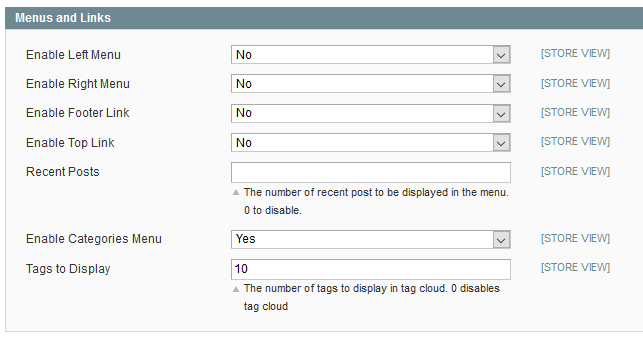 Menus and Links
Enable Left Menu No [STORE VIEW]
Enable Right Menu No [STORE VIEW]
Enable Footer Link No [STORE VIEW]
Enable Top Link No [STORE VIEW]
Recent Posts [STORE VIEW]
The number of recent post to be displayed in the menu.
0 to disable.
Enable Categories Menu Yes [STORE VIEW]
Tags to Display 10 [STORE VIEW]
The number of tags to display in tag cloud. 0 disables
tag cloud